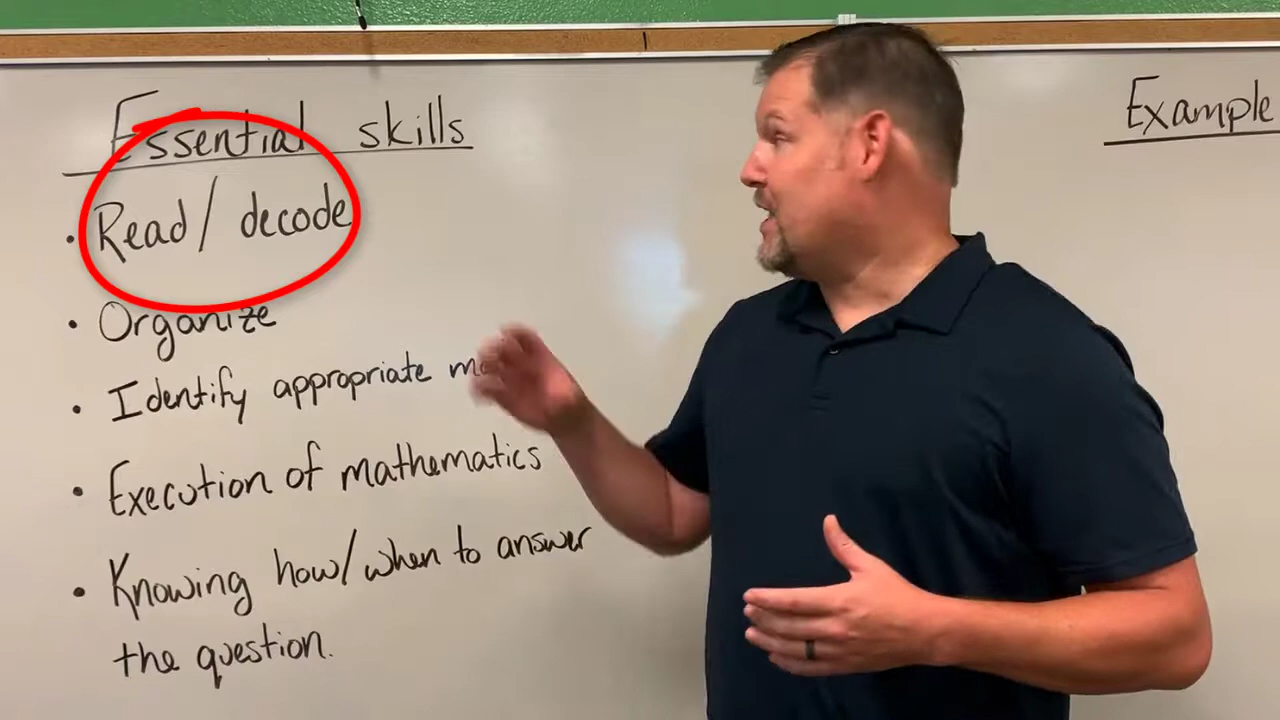 Essential skills
• Read / decode
• Organize
• Identify appropriate
• Execution of mathematics
• Knowing how/when to answer
the question.
Example